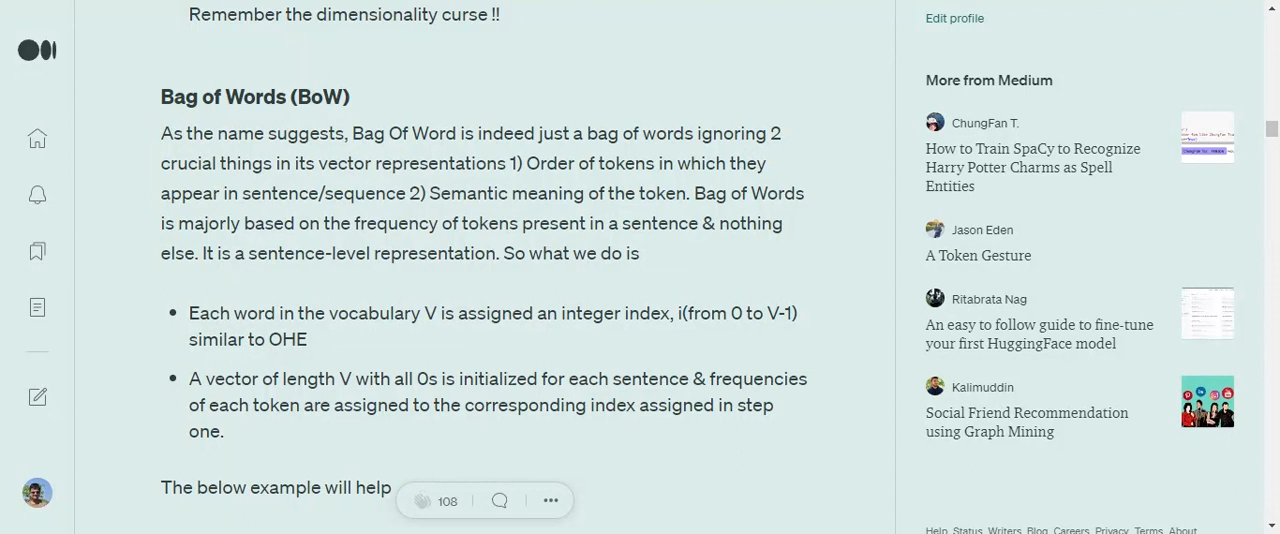 Remember the dimensionality curse !!
Bag of Words (BoW)
As the name suggests, Bag Of Word is indeed just a bag of words ignoring 2
crucial things in its vector representations 1) Order of tokens in which they
appear in sentence/sequence 2) Semantic meaning of the token. Bag of Words
is majorly based on the frequency of tokens present in a sentence & nothing
else. It is a sentence-level representation. So what we do is
Each word in the vocabulary V is assigned an integer index, i(from 0 to V-1)
similar to OHE
A vector of length V with all 0s is initialized for each sentence & frequencies
of each token are assigned to the corresponding index assigned in step
one.
The below example will help
108
Edit profile
More from Medium
ChungFan T.
How to Train SpaCy to Recognize
Harry Potter Charms as Spell
Entities
Jason Eden
A Token Gesture
Ritabrata Nag
An easy to follow guide to fine-tune
your first HuggingFace model
Kalimuddin
Social Friend Recommendation
using Graph Mining
Help Status Writers Blog Careers Privacy Terms About